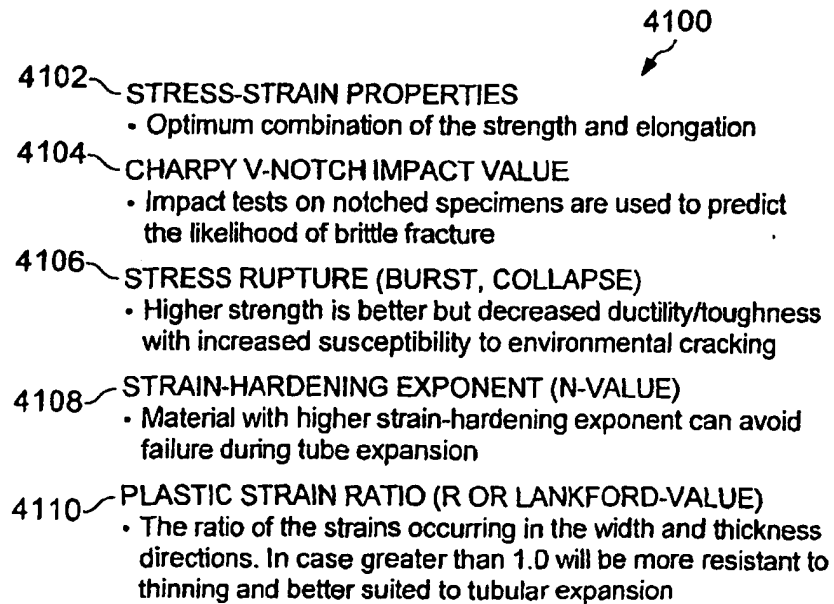 4100
4102 STRESS-STRAIN PROPERTIES
• Optimum combination of the strength and elongation
4104 CHARPY V-NOTCH IMPACT VALUE
• Impact tests on notched specimens are used to predict
the likelihood of brittle fracture
4106 STRESS RUPTURE (BURST, COLLAPSE)
• Higher strength is better but decreased ductility/toughness
with increased susceptibility to environmental cracking
4108 STRAIN-HARDENING EXPONENT (N-VALUE)
• Material with higher strain-hardening exponent can avoid
failure during tube expansion
4110 PLASTIC STRAIN RATIO (R OR LANKFORD-VALUE)
• The ratio of the strains occurring in the width and thickness
directions. In case greater than 1.0 will be more resistant to
thinning and better suited to tubular expansion